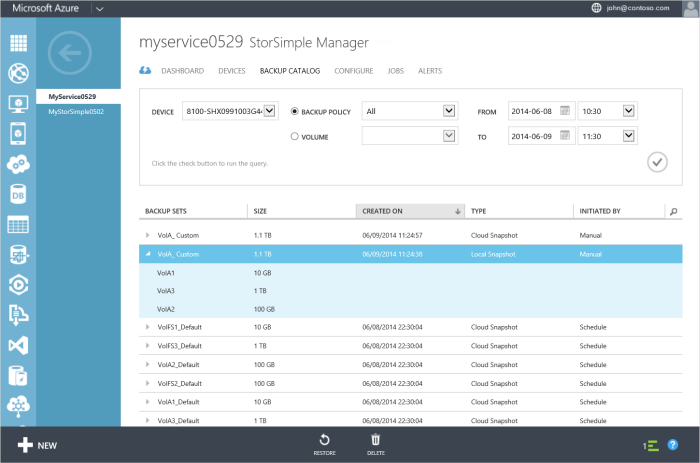 Microsoft Azure john@contoso.com
myservice0529 StorSimple Manager
DASHBOARD DEVICES BACKUP CATALOG CONFIGURE JOBS ALERTS
MyService0529
MyStorSimple0502
DEVICE 8100-SHX0991003G4 BACKUP POLICY All FROM 2014-06-08 10:30
VOLUME TO 2014-06-09 11:30
Click the check button to run the query.
BACKUP SETS SIZE CREATED ON TYPE INITIATED BY
VolA_ Custom 1.1 TB 06/09/2014 11:24:57 Cloud Snapshot Manual
VolA_ Custom 1.1 TB 06/09/2014 11:24:38 Local Snapshot Manual
VolA1 10 GB
VolA3 1 TB
VolA2 100 GB
VolFS1_Default 10 GB 06/08/2014 22:30:04 Cloud Snapshot Schedule
VolFS3_Default 1 TB 06/08/2014 22:30:04 Cloud Snapshot Schedule
VolA2_Default 100 GB 06/08/2014 22:30:04 Cloud Snapshot Schedule
VolFS2_Default 100 GB 06/08/2014 22:30:04 Cloud Snapshot Schedule
VolA1_Default 10 GB 06/08/2014 22:30:04 Cloud Snapshot Schedule
VolA3_Default 1 TB 06/08/2014 22:30:04 Cloud Snapshot Schedule
DB
NEW RESTORE DELETE 1 ?